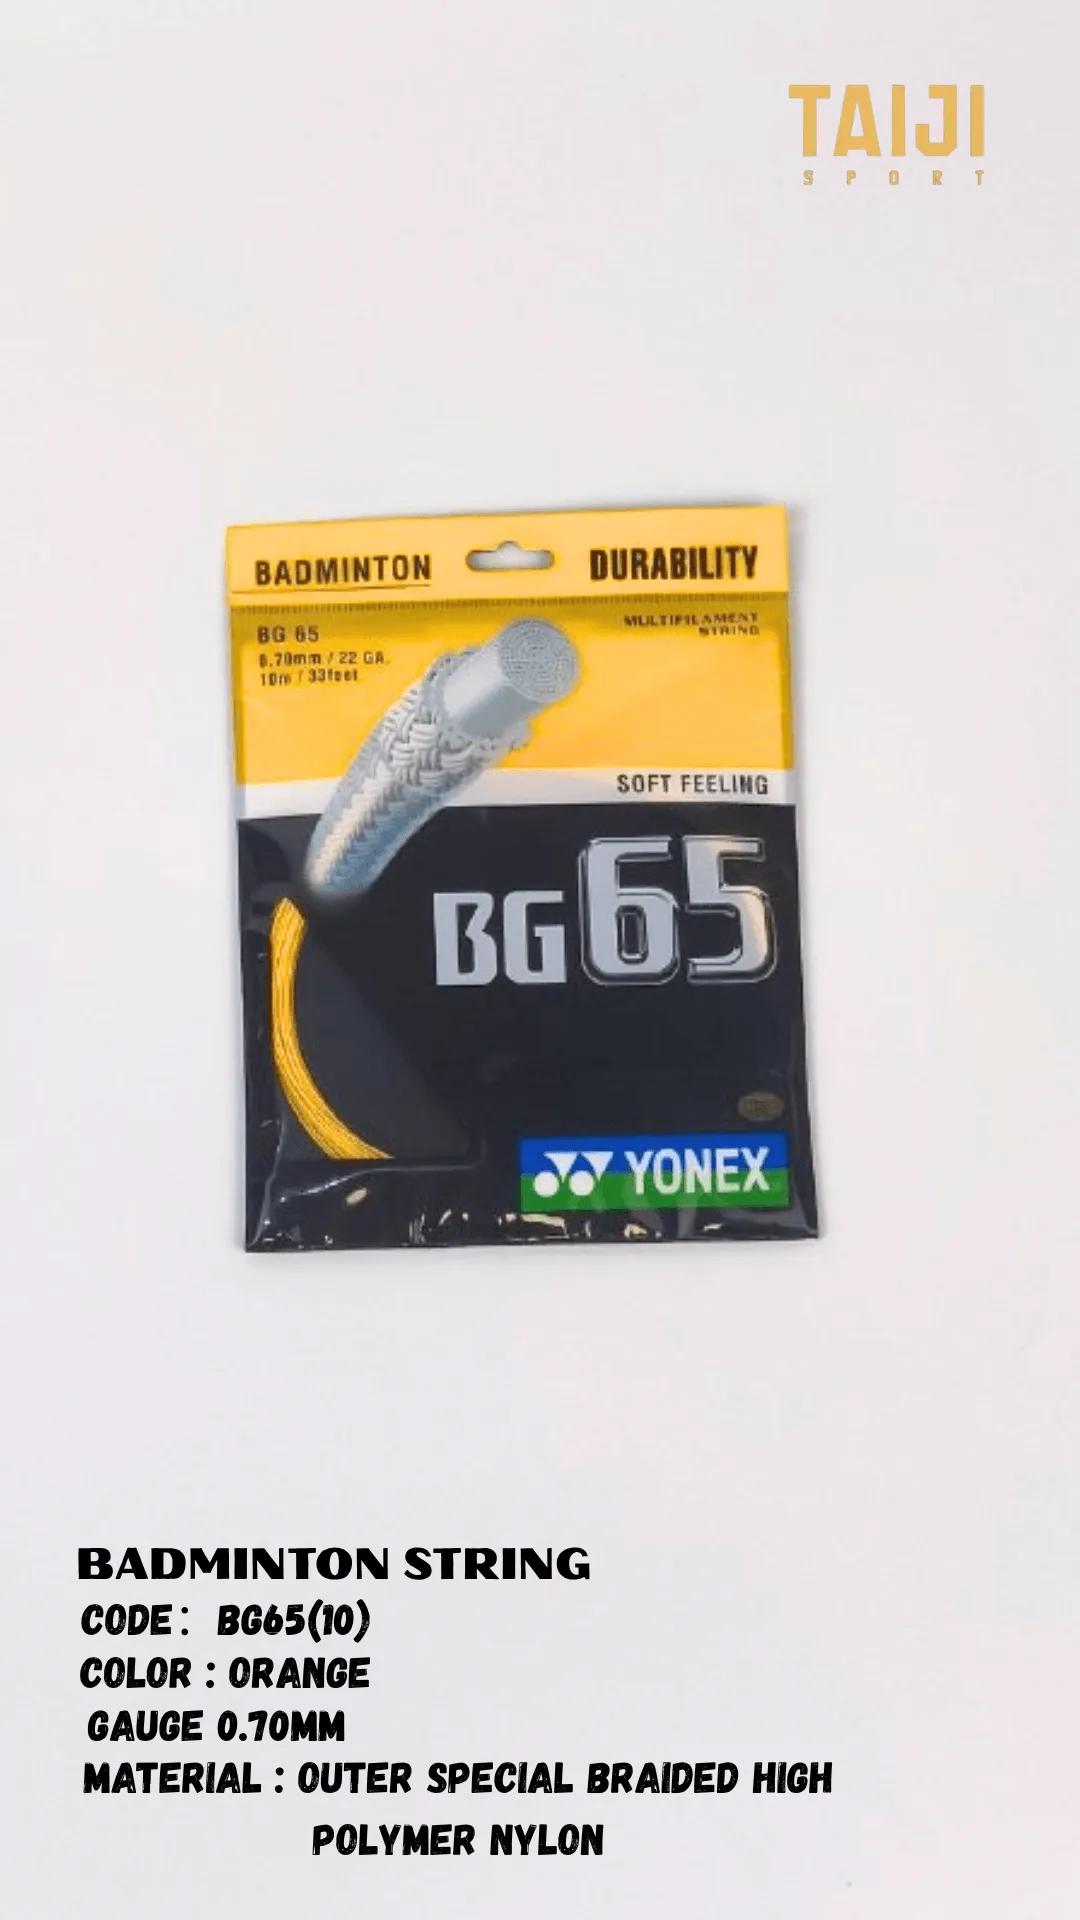 TAIJI
SPORT
BADMINTON
DURABILITY
BG 65
0.70mm / 22 GA.
10m / 33feet
MULTIFILAMENT
STRING
SOFT FEELING
BG65
YONEX
BADMINTON STRING
CODE: BG65(10)
COLOR : ORANGE
GAUGE 0.70MM
MATERIAL : OUTER SPECIAL BRAIDED HIGH
POLYMER NYLON